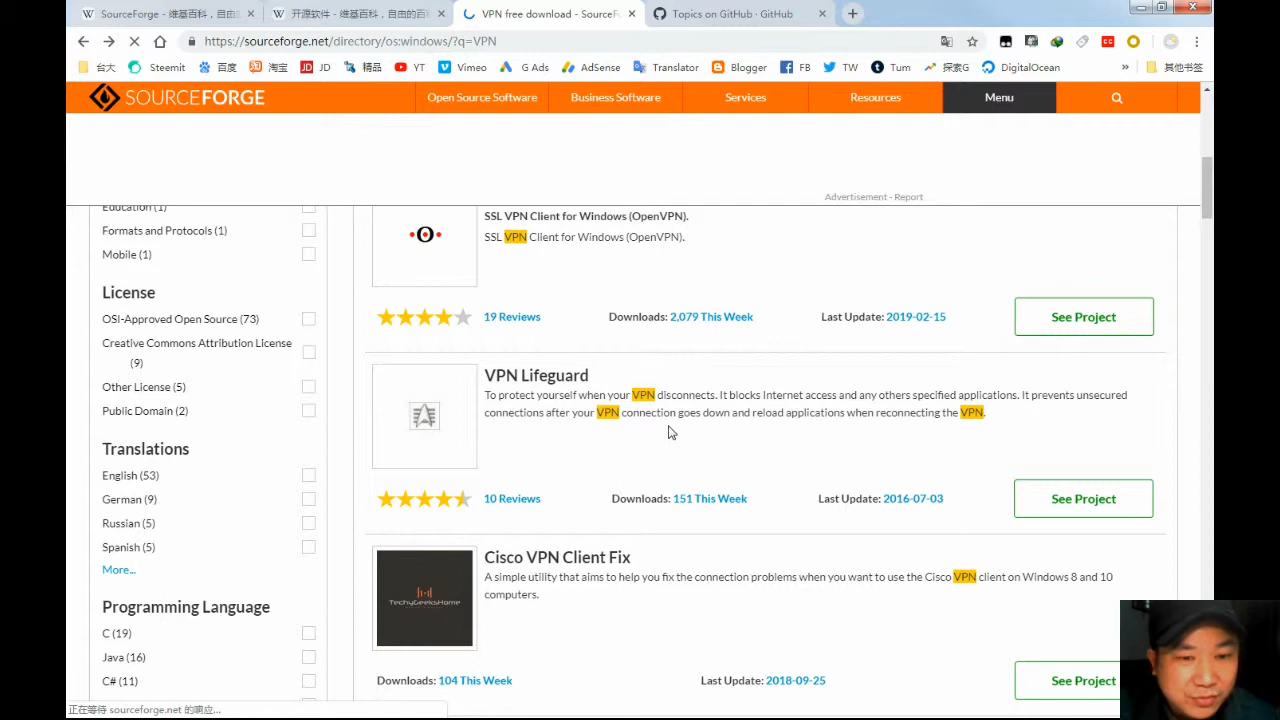 SourceForge - 维基百科，自由
开源软件 - 维基百科，自由的百
VPN free download - SourceF
Topics on GitHub · GitHub
https://sourceforge.net/directory/os:windows/?q=VPN
台大
Steemit
百度
淘宝
JD
精品
YT
Vimeo
G Ads
AdSense
Translator
Blogger
FB
TW
Tum
探索G
DigitalOcean
»
其他书签
SOURCEFORGE
Open Source Software
Business Software
Services
Resources
Menu
Advertisement - Report
Education (1)
Formats and Protocols (1)
Mobile (1)
License
OSI-Approved Open Source (73)
Creative Commons Attribution License
(9)
Other License (5)
Public Domain (2)
Translations
English (53)
German (9)
Russian (5)
Spanish (5)
More...
Programming Language
C (19)
Java (16)
C# (11)
SSL VPN Client for Windows (OpenVPN).
SSL VPN Client for Windows (OpenVPN).
19 Reviews
Downloads: 2,079 This Week
Last Update: 2019-02-15
See Project
VPN Lifeguard
To protect yourself when your VPN disconnects. It blocks Internet access and any others specified applications. It prevents unsecured
connections after your VPN connection goes down and reload applications when reconnecting the VPN.
10 Reviews
Downloads: 151 This Week
Last Update: 2016-07-03
See Project
TechyGeeksHome
Cisco VPN Client Fix
A simple utility that aims to help you fix the connection problems when you want to use the Cisco VPN client on Windows 8 and 10
computers.
Downloads: 104 This Week
Last Update: 2018-09-25
See Project
正在等待 sourceforge.net 的响应...